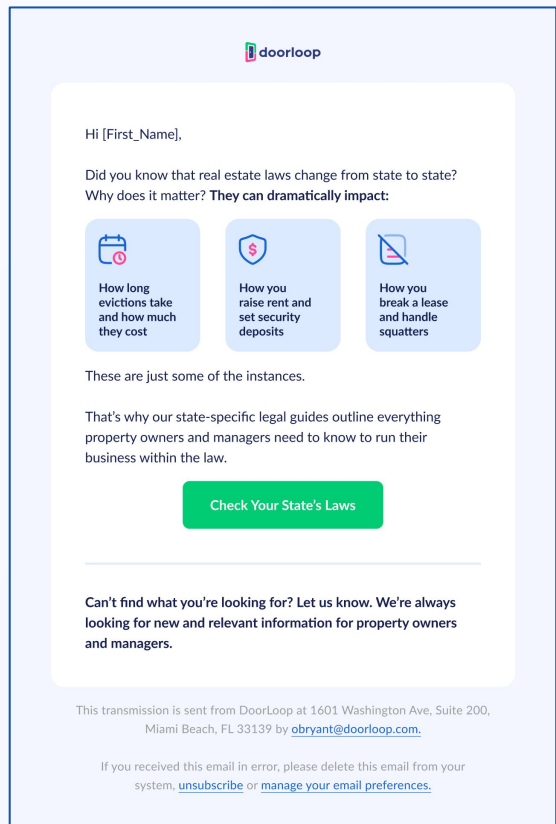 doorloop
Hi [First_Name],
Did you know that real estate laws change from state to state?
Why does it matter? They can dramatically impact:
How long
evictions take
and how much
they cost
How you
raise rent and
set security
deposits
How you
break a lease
and handle
squatters
These are just some of the instances.
That’s why our state-specific legal guides outline everything
property owners and managers need to know to run their
business within the law.
Check Your State’s Laws
Can’t find what you’re looking for? Let us know. We’re always
looking for new and relevant information for property owners
and managers.
This transmission is sent from DoorLoop at 1601 Washington Ave, Suite 200,
Miami Beach, FL 33139 by obryant@doorloop.com.
If you received this email in error, please delete this email from your
system, unsubscribe or manage your email preferences.